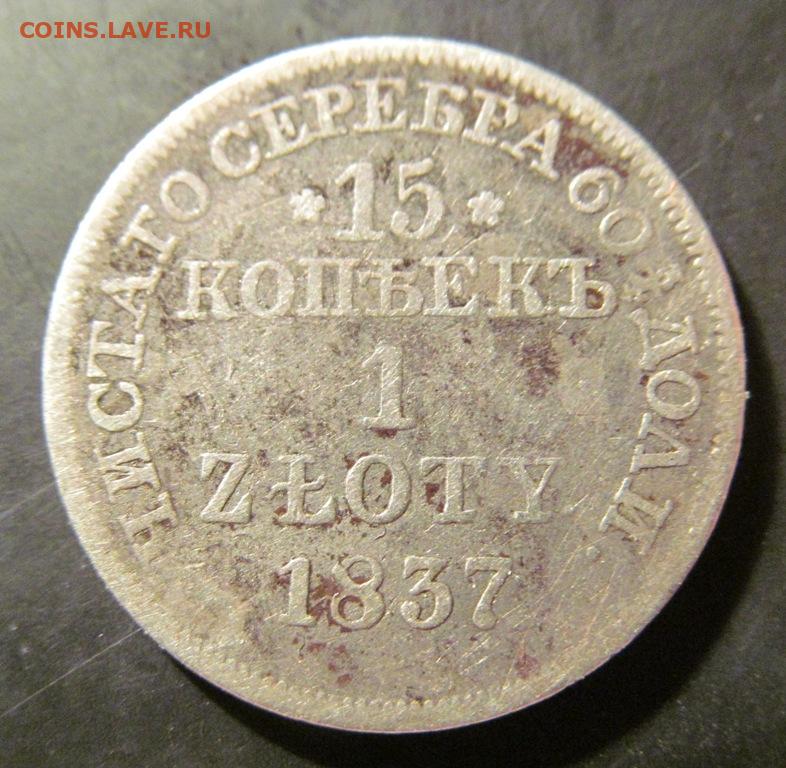 COINS.LAVE.RU
ЧИСТАГО СЕРЕБРА 60 ДОЛИ.
* 15 *
КОПѢЕКЪ
1
ZŁOTY
1837